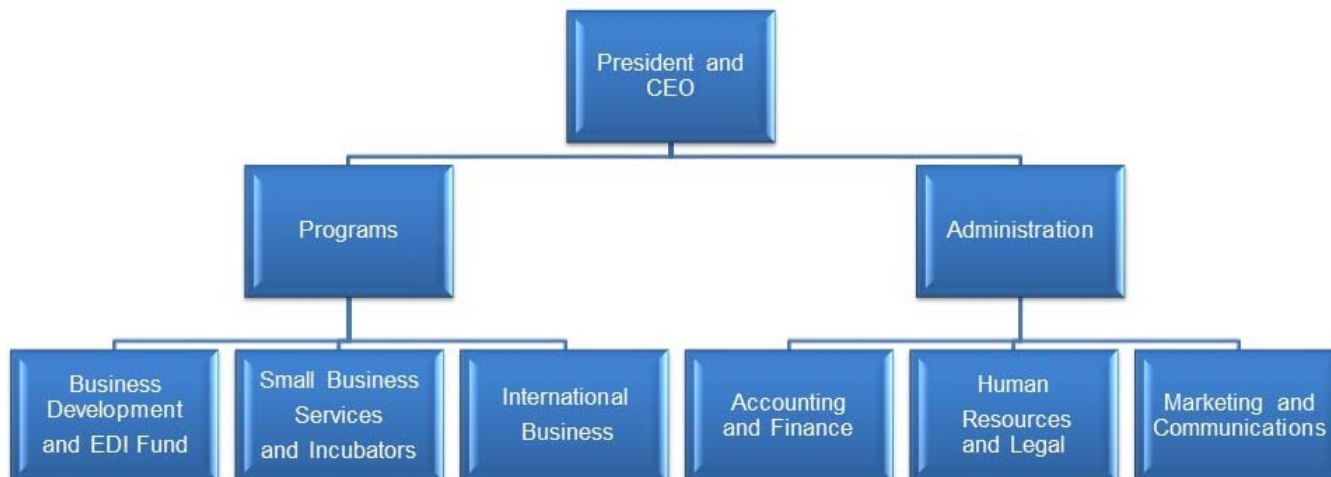 President and
CEO
Programs
Administration
Business
Development
and EDI Fund
Small Business
Services
and Incubators
International
Business
Accounting
and Finance
Human
Resources
and Legal
Marketing and
Communications